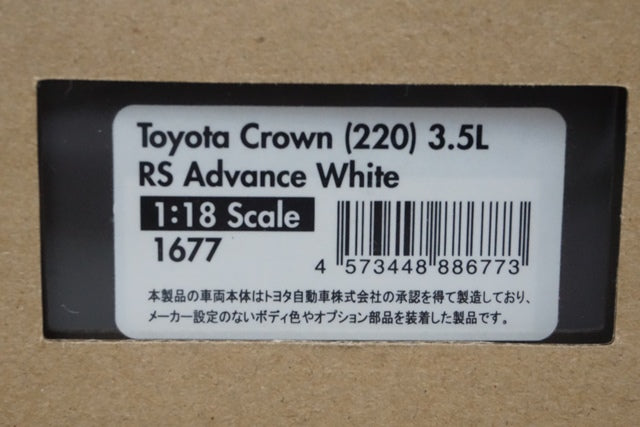 Toyota Crown (220) 3.5L
RS Advance White
1:18 Scale
1677
4 573448 886773
本製品の車両本体はトヨタ自動車株式会社の承認を得て製造しており、
メーカー設定のないボディ色やオプション部品を装着した製品です。